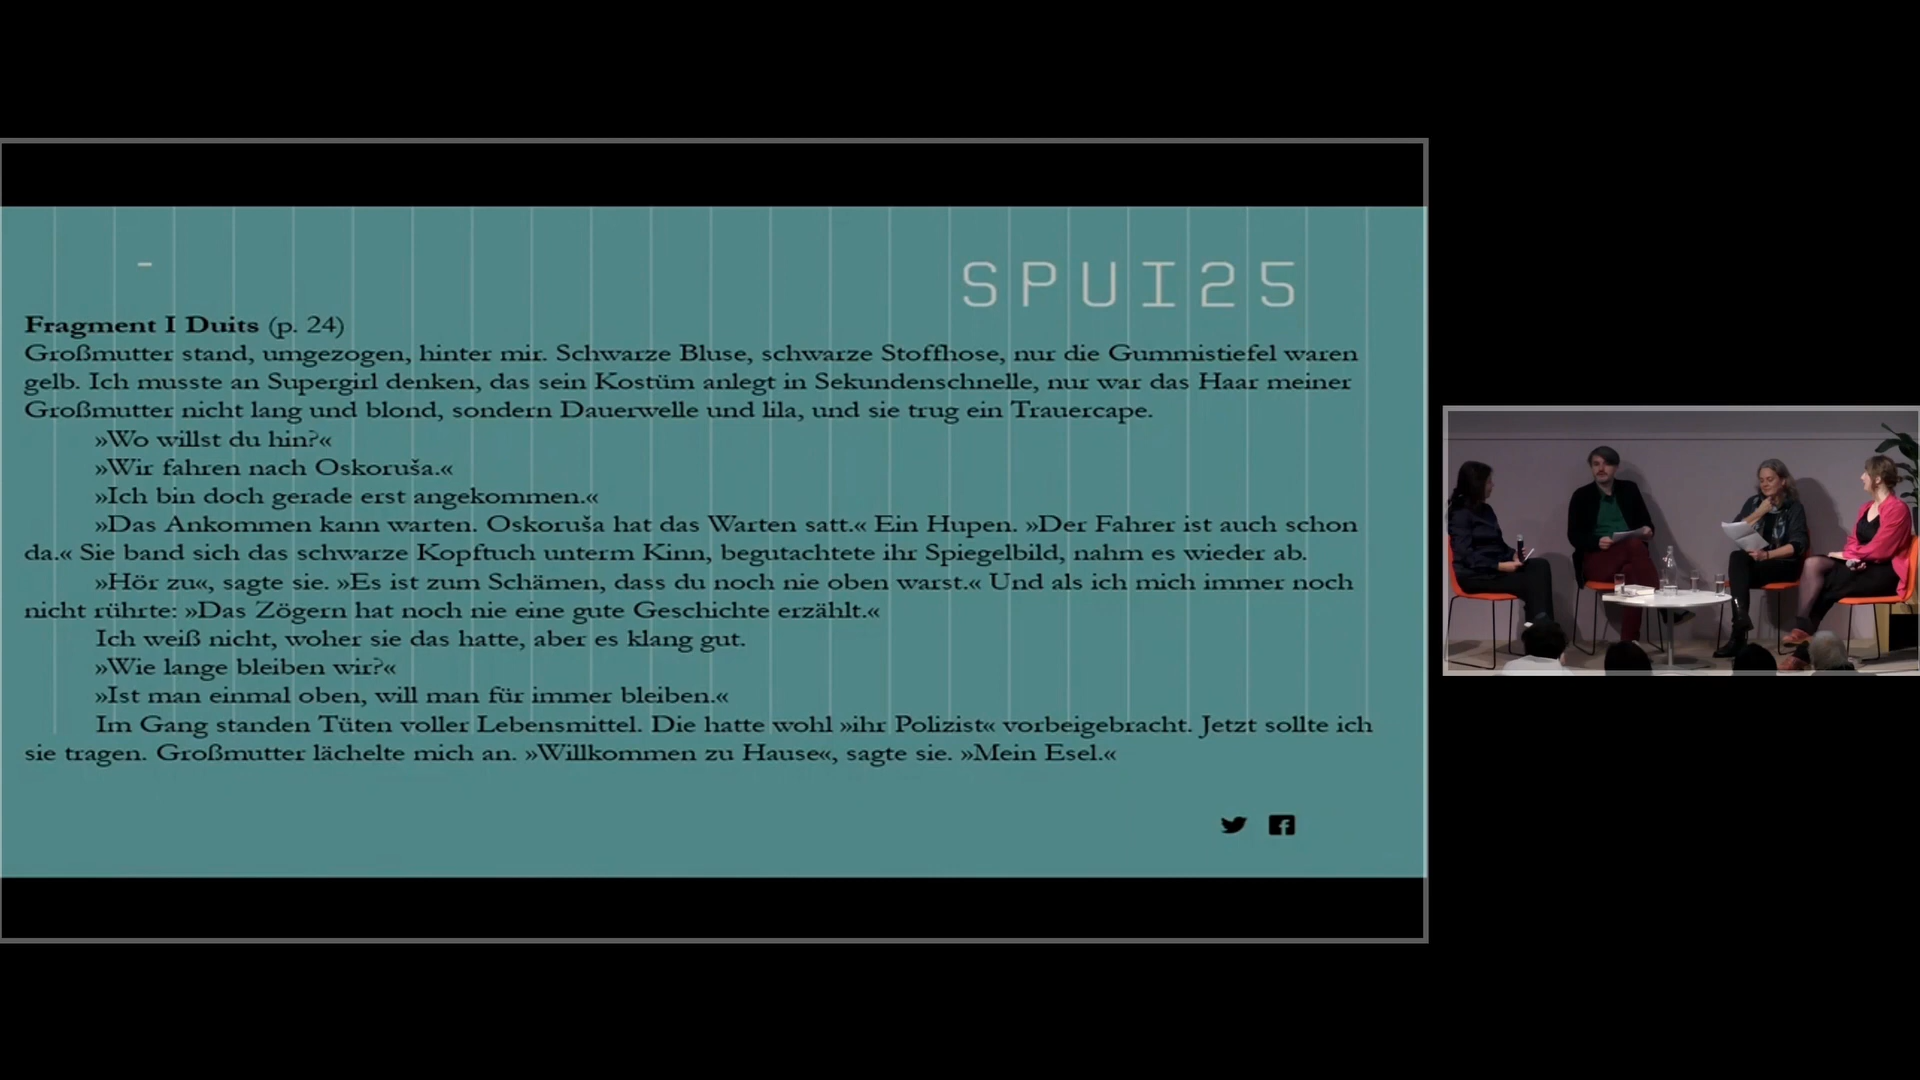 SPUI25
Fragment I Duits (p. 24)
Großmutter stand, umgezogen, hinter mir. Schwarze Bluse, schwarze Stoffhose, nur die Gummistiefel waren
gelb. Ich musste an Supergirl denken, das sein Kostüm anlegt in Sekundenschnelle, nur war das Haar meiner
Großmutter nicht lang und blond, sondern Dauerwelle und lila, und sie trug ein Trauercape.
»Wo willst du hin?«
»Wir fahren nach Oskoruša.«
»Ich bin doch gerade erst angekommen.«
»Das Ankommen kann warten. Oskoruša hat das Warten satt.« Ein Hupen. »Der Fahrer ist auch schon
da.« Sie band sich das schwarze Kopftuch unterm Kinn, begutachtete ihr Spiegelbild, nahm es wieder ab.
»Hör zu«, sagte sie. »Es ist zum Schämen, dass du noch nie oben warst.« Und als ich mich immer noch
nicht rührte: »Das Zögern hat noch nie eine gute Geschichte erzählt.«
Ich weiß nicht, woher sie das hatte, aber es klang gut.
»Wie lange bleiben wir?«
»Ist man einmal oben, will man für immer bleiben.«
Im Gang standen Tüten voller Lebensmittel. Die hatte wohl »ihr Polizist« vorbeigebracht. Jetzt sollte ich
sie tragen. Großmutter lächelte mich an. »Willkommen zu Hause«, sagte sie. »Mein Esel.«